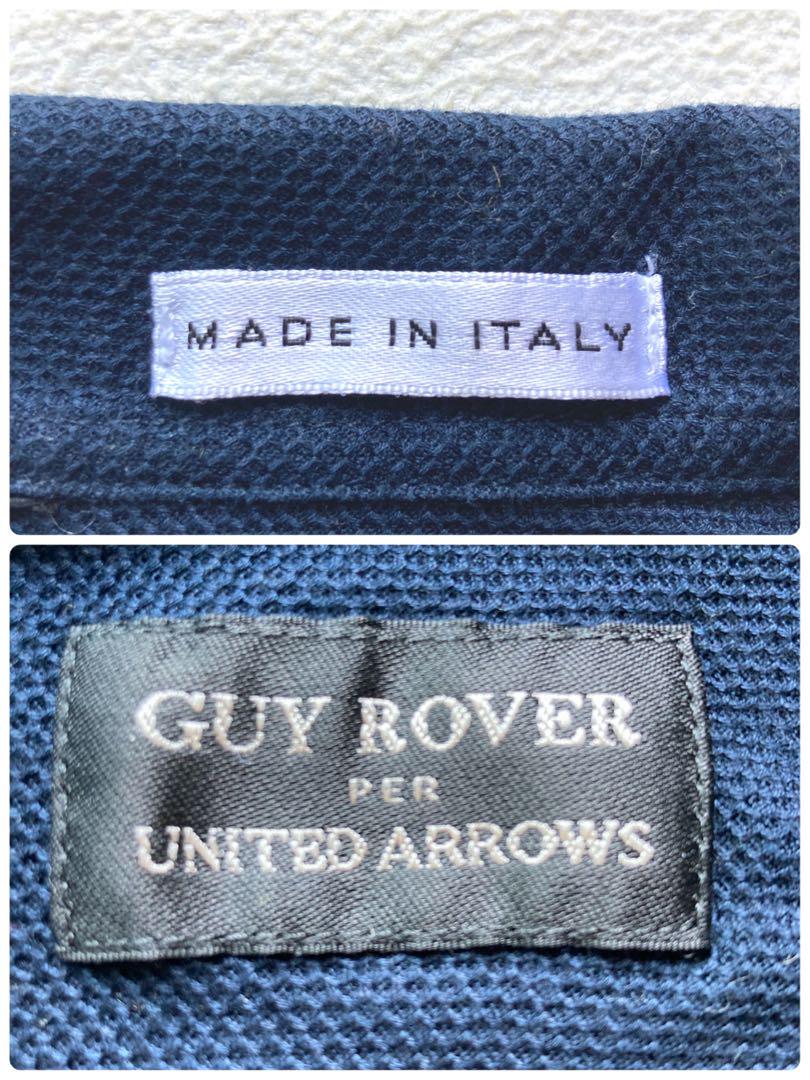 MADE IN ITALY
GUY ROVER
PER
UNITED ARROWS